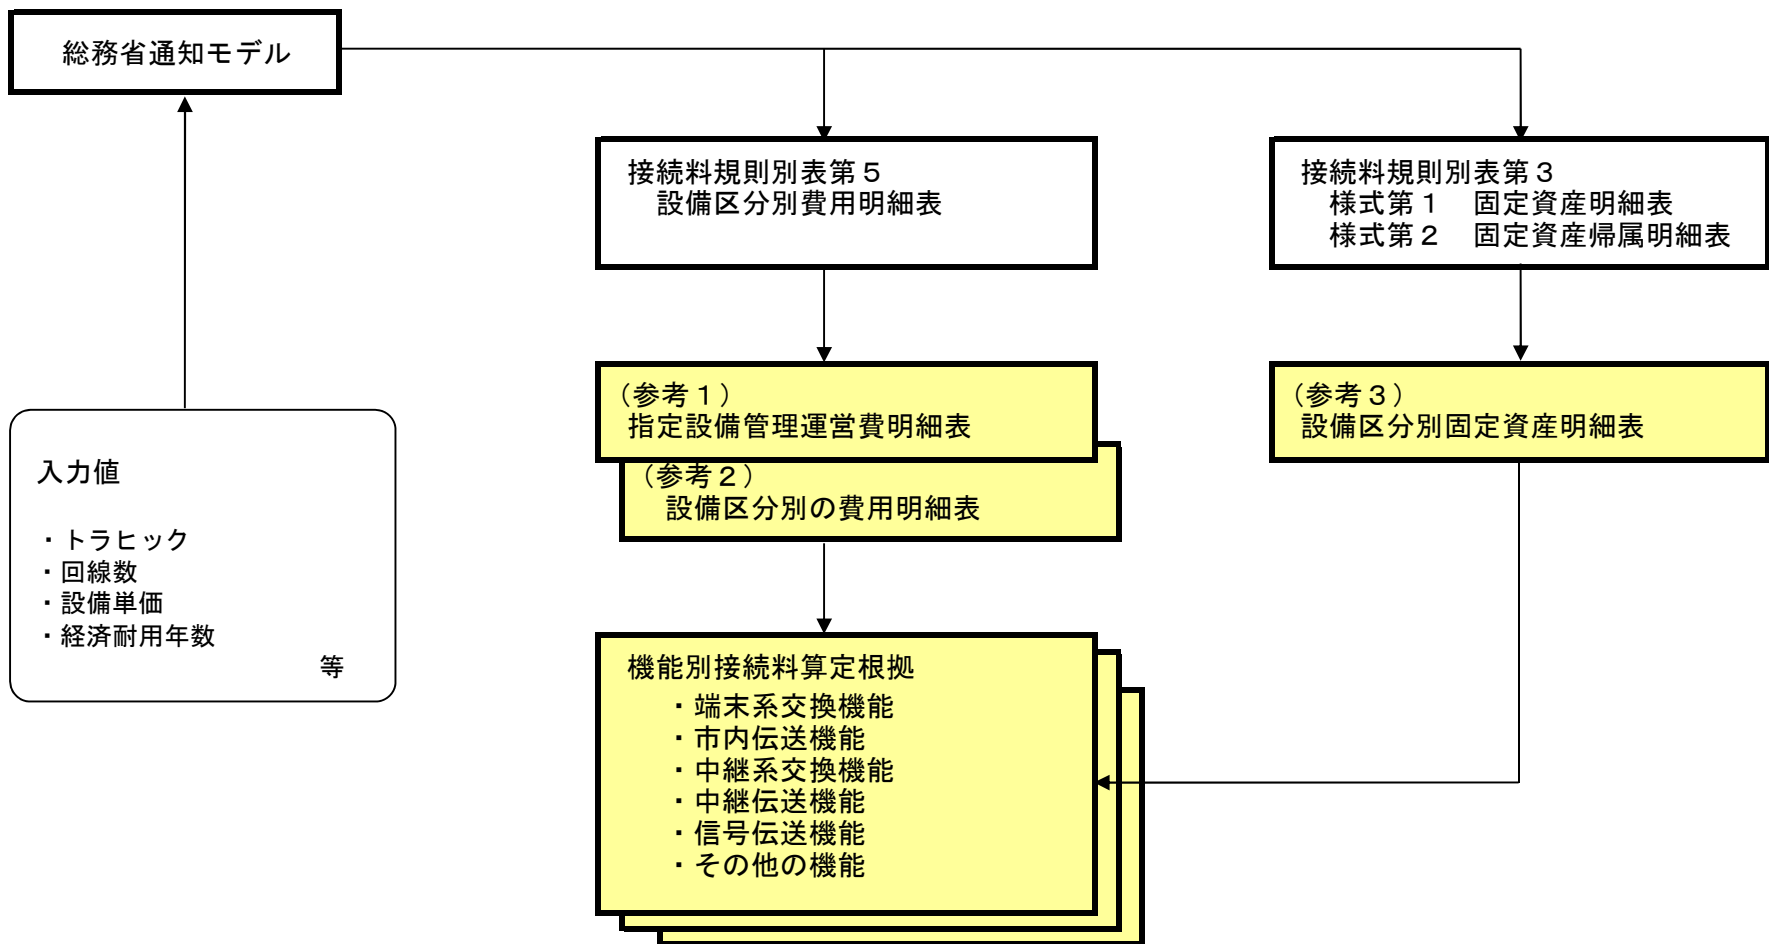 総務省通知モデル
接続料規則別表第５
設備区分別費用明細表
接続料規則別表第３
様式第１　固定資産明細表
様式第２　固定資産帰属明細表
（参考１）
指定設備管理運営費明細表
（参考２）
設備区分別の費用明細表
（参考３）
設備区分別固定資産明細表
入力値
・トラヒック
・回線数
・設備単価
・経済耐用年数
等
機能別接続料算定根拠
・端末系交換機能
・市内伝送機能
・中継系交換機能
・中継伝送機能
・信号伝送機能
・その他の機能